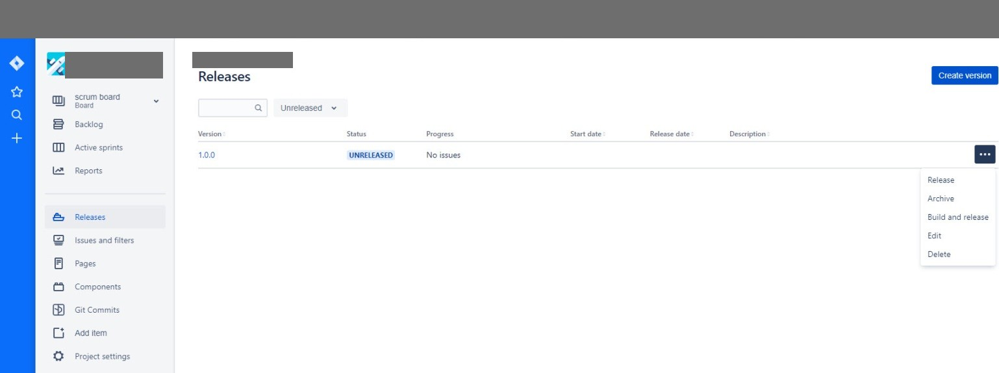 scrum board
Board
Backlog
Active sprints
Reports
Releases
Issues and filters
Pages
Components
Git Commits
Add item
Project settings
Releases
Create version
Unreleased
Version Status Progress Start date Release date Description
1.0.0 UNRELEASED No issues
Release
Archive
Build and release
Edit
Delete